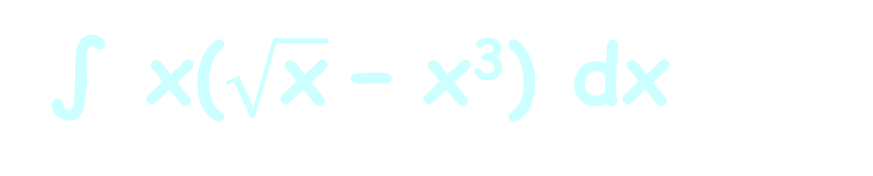 ∫ x(√x − x³) dx